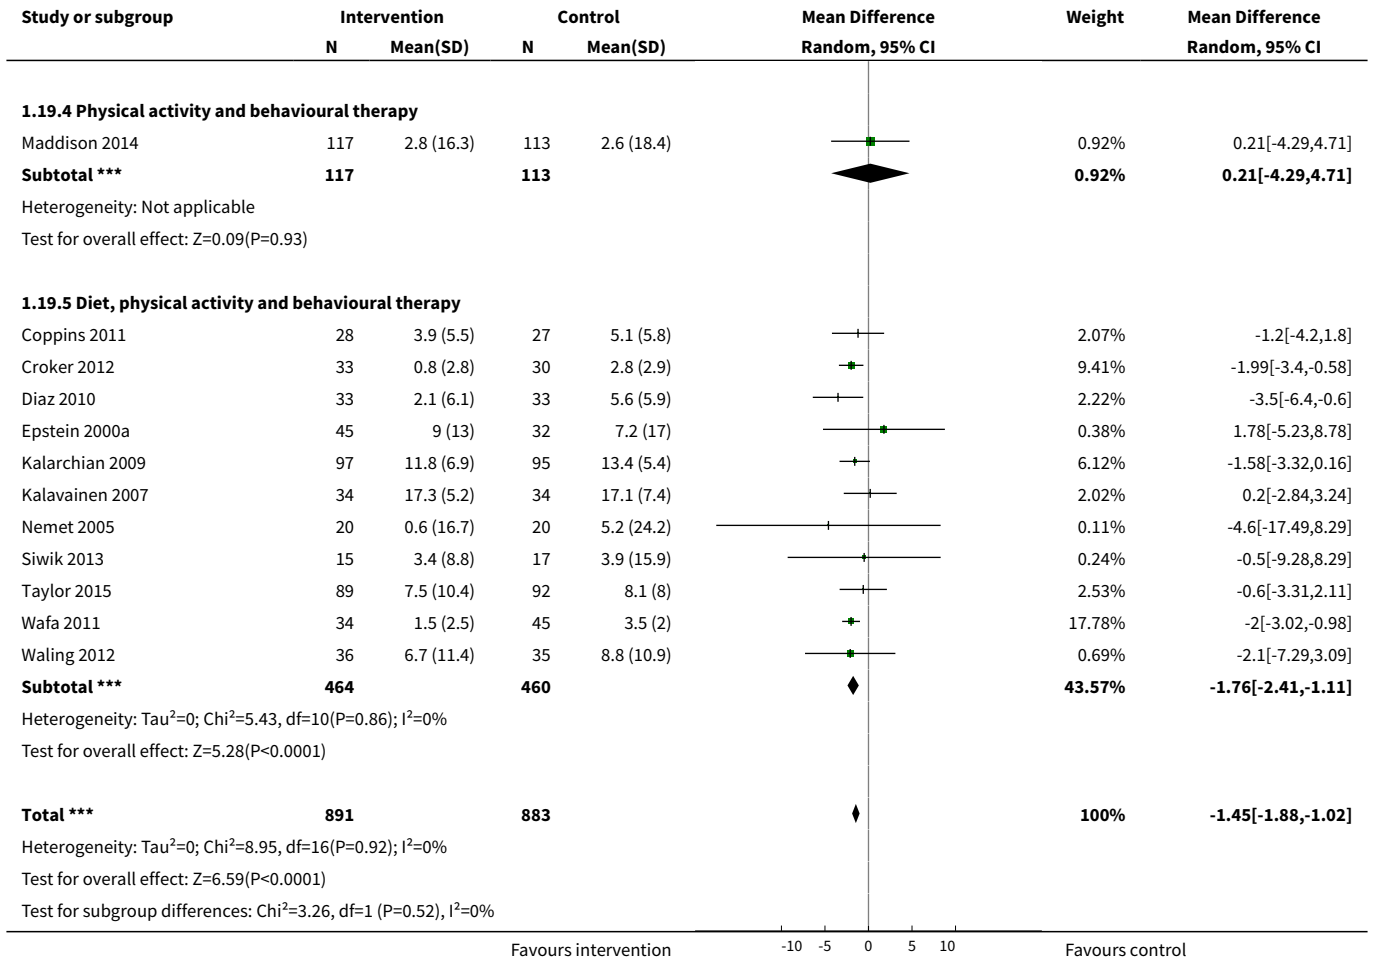 Study or subgroup Intervention Control Mean Difference Weight Mean Difference
N Mean(SD) N Mean(SD) Random, 95% CI Random, 95% CI
1.19.4 Physical activity and behavioural therapy
Maddison 2014 117 2.8 (16.3) 113 2.6 (18.4) 0.92% 0.21[-4.29,4.71]
Subtotal *** 117 113 0.92% 0.21[-4.29,4.71]
Heterogeneity: Not applicable
Test for overall effect: Z=0.09(P=0.93)
1.19.5 Diet, physical activity and behavioural therapy
Coppins 2011 28 3.9 (5.5) 27 5.1 (5.8) 2.07% -1.2[-4.2,1.8]
Croker 2012 33 0.8 (2.8) 30 2.8 (2.9) 9.41% -1.99[-3.4,-0.58]
Diaz 2010 33 2.1 (6.1) 33 5.6 (5.9) 2.22% -3.5[-6.4,-0.6]
Epstein 2000a 45 9 (13) 32 7.2 (17) 0.38% 1.78[-5.23,8.78]
Kalarchian 2009 97 11.8 (6.9) 95 13.4 (5.4) 6.12% -1.58[-3.32,0.16]
Kalavainen 2007 34 17.3 (5.2) 34 17.1 (7.4) 2.02% 0.2[-2.84,3.24]
Nemet 2005 20 0.6 (16.7) 20 5.2 (24.2) 0.11% -4.6[-17.49,8.29]
Siwik 2013 15 3.4 (8.8) 17 3.9 (15.9) 0.24% -0.5[-9.28,8.29]
Taylor 2015 89 7.5 (10.4) 92 8.1 (8) 2.53% -0.6[-3.31,2.11]
Wafa 2011 34 1.5 (2.5) 45 3.5 (2) 17.78% -2[-3.02,-0.98]
Waling 2012 36 6.7 (11.4) 35 8.8 (10.9) 0.69% -2.1[-7.29,3.09]
Subtotal *** 464 460 43.57% -1.76[-2.41,-1.11]
Heterogeneity: Tau²=0; Chi²=5.43, df=10(P=0.86); I²=0%
Test for overall effect: Z=5.28(P<0.0001)
Total *** 891 883 100% -1.45[-1.88,-1.02]
Heterogeneity: Tau²=0; Chi²=8.95, df=16(P=0.92); I²=0%
Test for overall effect: Z=6.59(P<0.0001)
Test for subgroup differences: Chi²=3.26, df=1 (P=0.52), I²=0%
Favours intervention -10 -5 0 5 10 Favours control